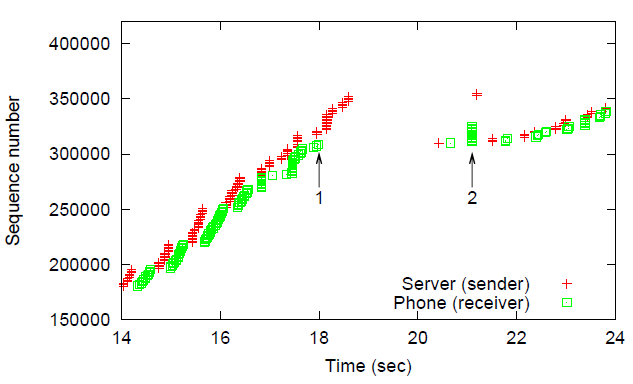 400000
350000
300000
250000
200000
150000
Sequence number
1
2
Server (sender)
Phone (receiver)
14 16 18 20 22 24
Time (sec)